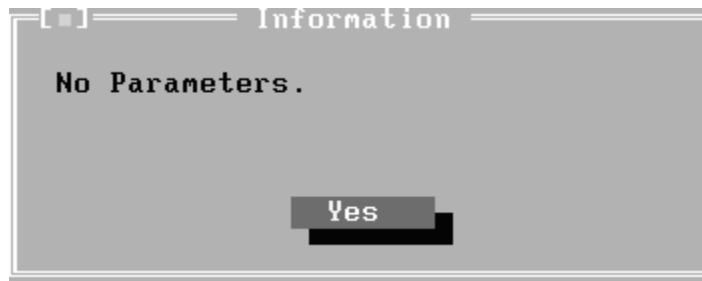 [■] Information
No Parameters.
Yes